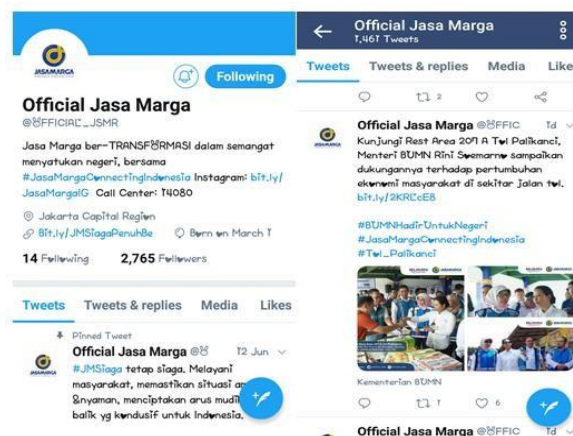 JASAMARGA
Following
Official Jasa Marga
@OFFICIAL_JSMR
Jasa Marga ber-TRANSFORMASI dalam semangat
menyatukan negeri, bersama
#JasaMargaConnectingIndonesia Instagram: bit.ly/
JasaMargaIG Call Center: 14080
Jakarta Capital Region
Bit.ly/JMSiagaPenuhBe Born on March 1
14 Following 2,765 Followers
Tweets Tweets & replies Media Likes
Pinned Tweet
Official Jasa Marga @O 12 Jun
#JMSiaga tetap siaga. Melayani
masyarakat, memastikan situasi
&nyaman, menciptakan arus mudi
balik yg kondusif untuk Indonesia.
Official Jasa Marga
1,461 Tweets
Tweets Tweets & replies Media Like
2
Official Jasa Marga @OFFIC 1d
Kunjungi Rest Area 207 A Tol Palikanci,
Menteri BUMN Rini Soemarno sampaikan
dukungannya terhadap pertumbuhan
ekonomi masyarakat di sekitar jalan tol.
bit.ly/2KRLcE8
#BUMNHadirUntukNegeri
#JasaMargaConnectingIndonesia
#Tol_Palikanci
Kementerian BUMN
1 6
Official Jasa Marga @OFFIC 1d